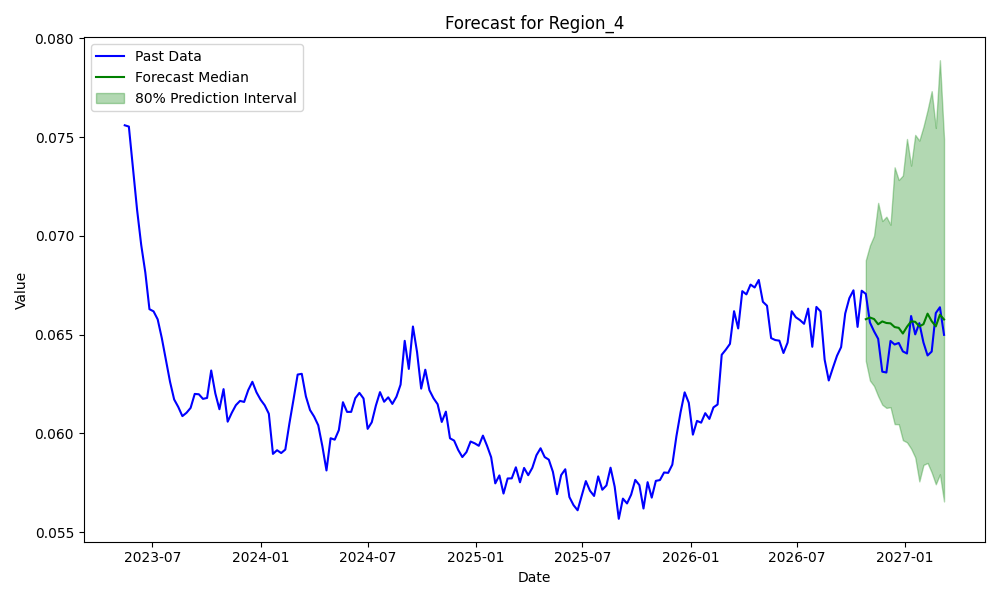 Forecast for Region_4
Past Data
Forecast Median
80% Prediction Interval
0.080
0.075
0.070
0.065
0.060
0.055
Value
2023-07
2024-01
2024-07
2025-01
2025-07
2026-01
2026-07
2027-01
Date